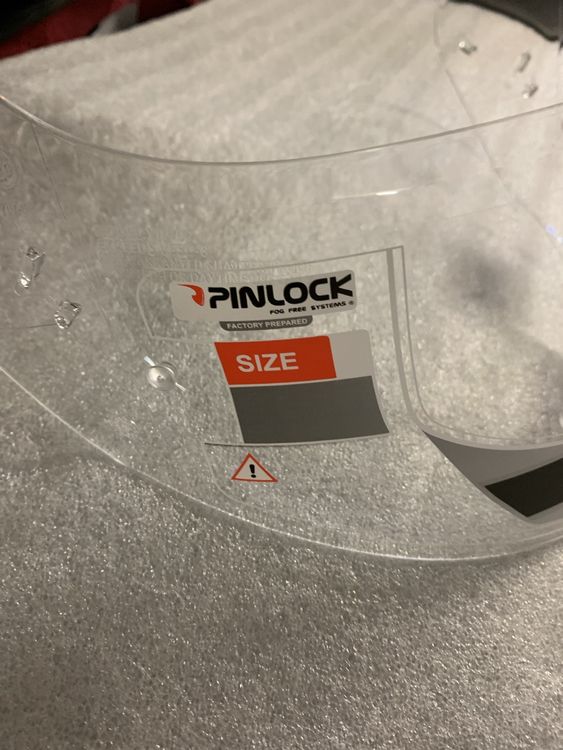 PINLOCK
FOG FREE SYSTEMS ®
FACTORY PREPARED
SIZE
!